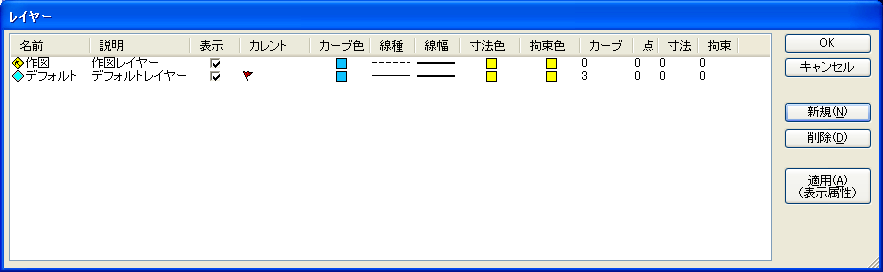 レイヤー
名前 説明 表示 カレント カーブ色 線種 線幅 寸法色 拘束色 カーブ 点 寸法 拘束
作図 作図レイヤー 0 0 0 0
デフォルト デフォルトレイヤー 3 0 0 0
OK
キャンセル
新規(N)
削除(D)
適用(A)
(表示属性)